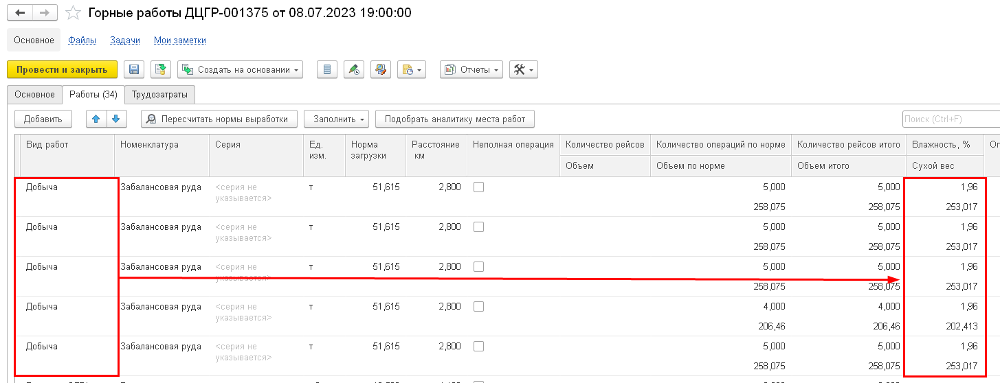 Горные работы ДЦГР-001375 от 08.07.2023 19:00:00
Основное Файлы Задачи Мои заметки
Провести и закрыть Создать на основании Отчеты
Основное Работы (34) Трудозатраты
Добавить Пересчитать нормы выработки Заполнить Подобрать аналитику места работ Поиск (Ctrl+F)
Вид работ Номенклатура Серия Ед. изм. Норма загрузки Расстояние км Неполная операция Количество рейсов Количество операций по норме Количество рейсов итого Влажность, %
Объем Объем по норме Объем итого Сухой вес
Добыча Забалансовая руда <серия не указывается> т 51,615 2,800 5,000 5,000 1,96
258,075 258,075 253,017
Добыча Забалансовая руда <серия не указывается> т 51,615 2,800 5,000 5,000 1,96
258,075 258,075 253,017
Добыча Забалансовая руда <серия не указывается> т 51,615 2,800 5,000 5,000 1,96
258,075 258,075 253,017
Добыча Забалансовая руда <серия не указывается> т 51,615 2,800 4,000 4,000 1,96
206,46 206,46 202,413
Добыча Забалансовая руда <серия не указывается> т 51,615 2,800 5,000 5,000 1,96
258,075 258,075 253,017